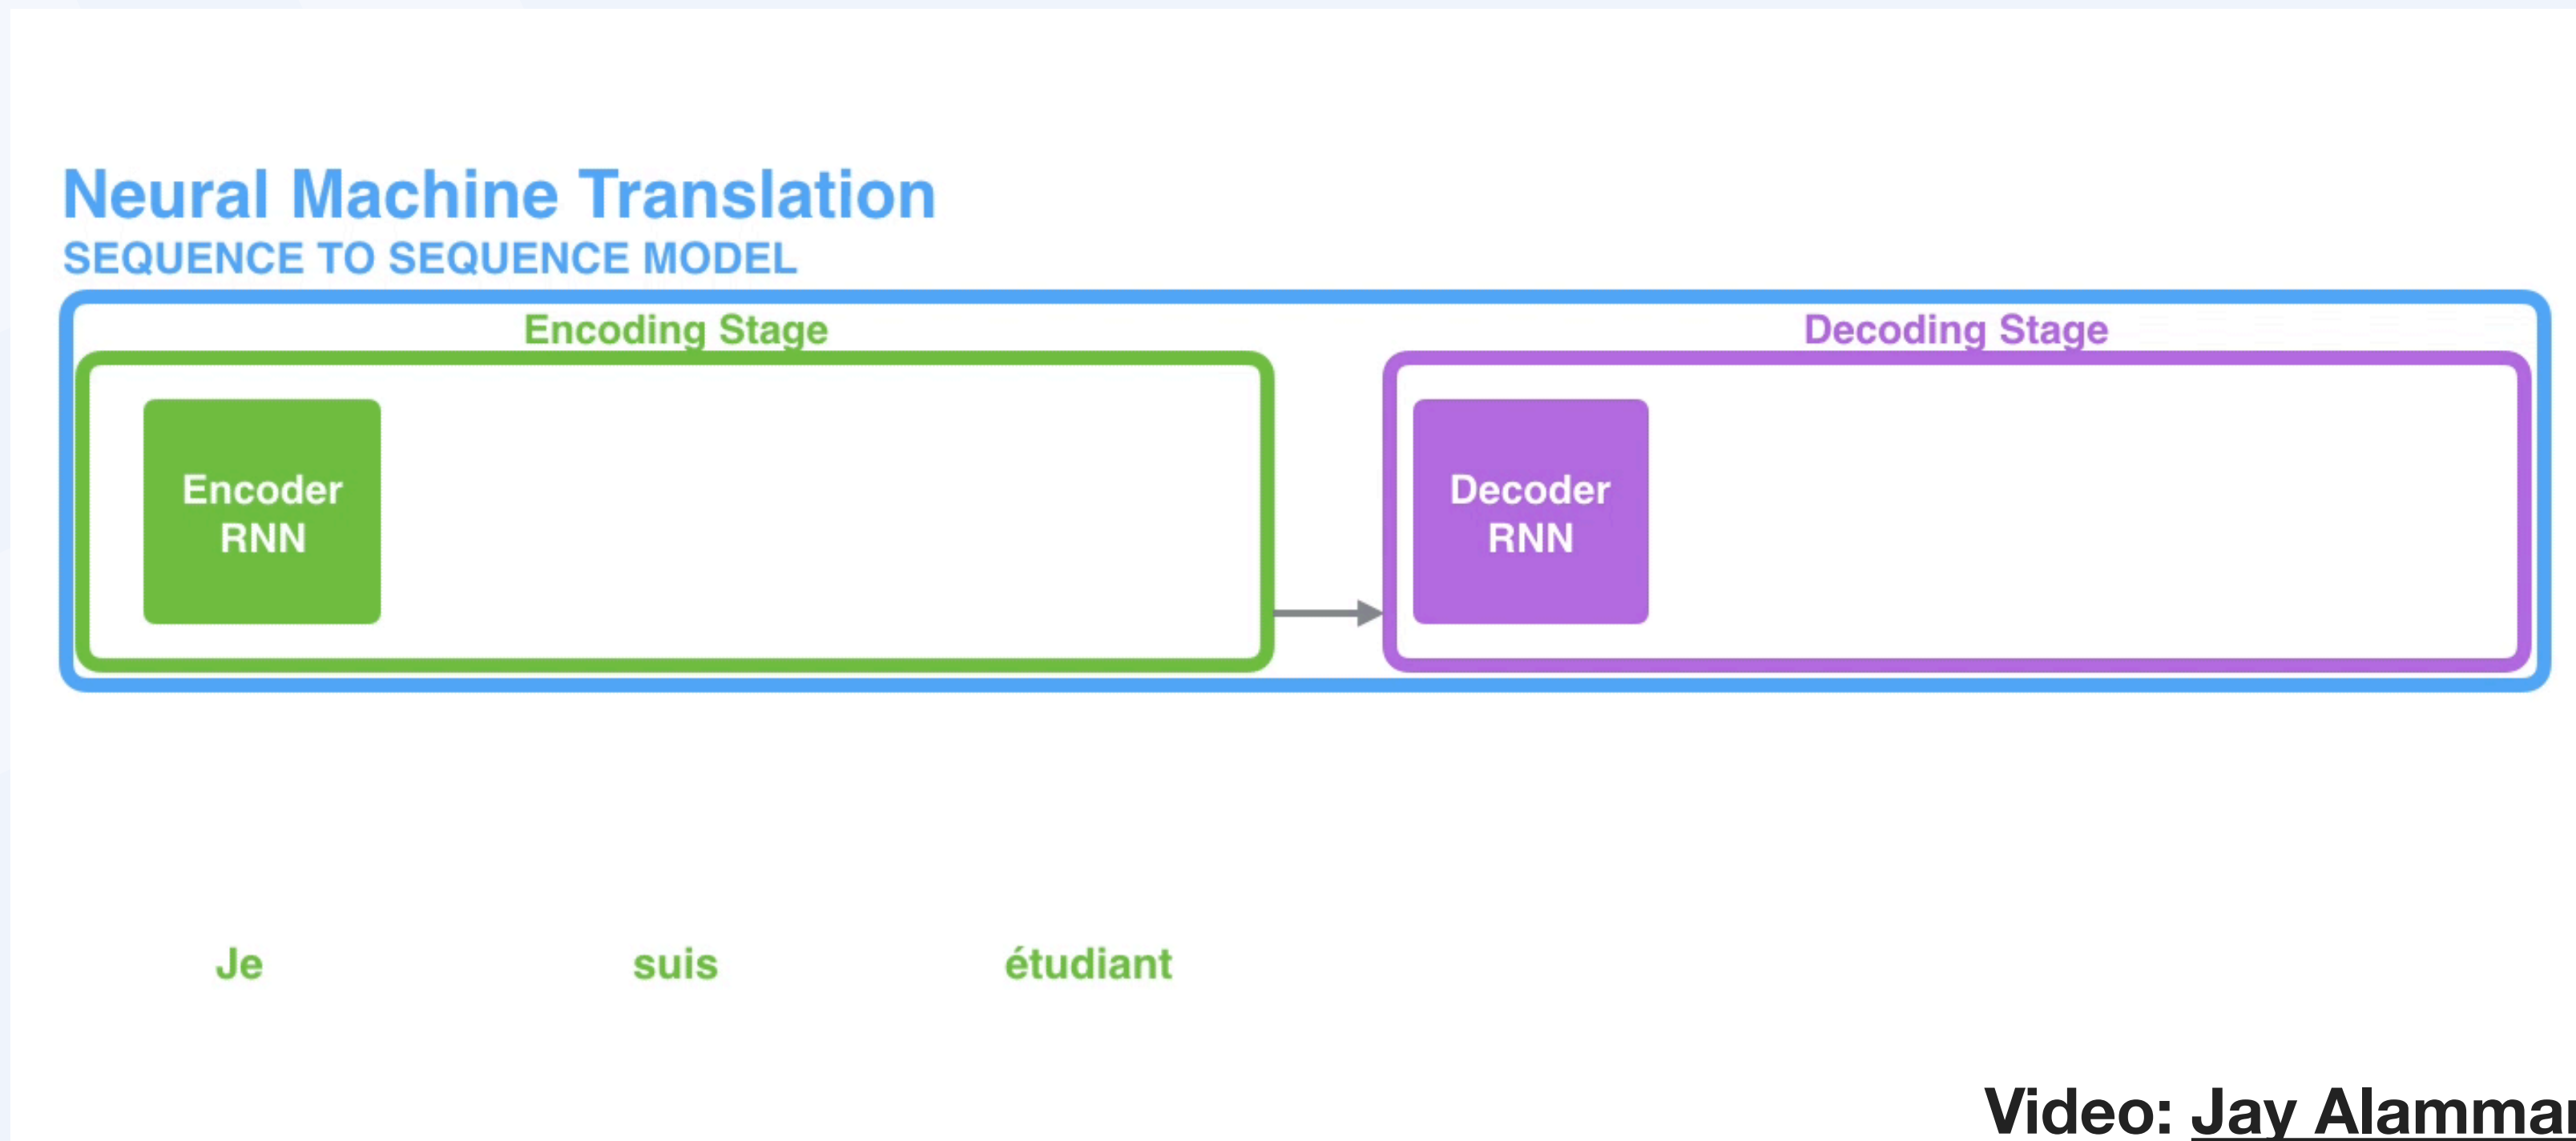 Neural Machine Translation
SEQUENCE TO SEQUENCE MODEL
Encoding Stage
Decoding Stage
Encoder
RNN
Decoder
RNN
Je suis étudiant
Video: Jay Alammar